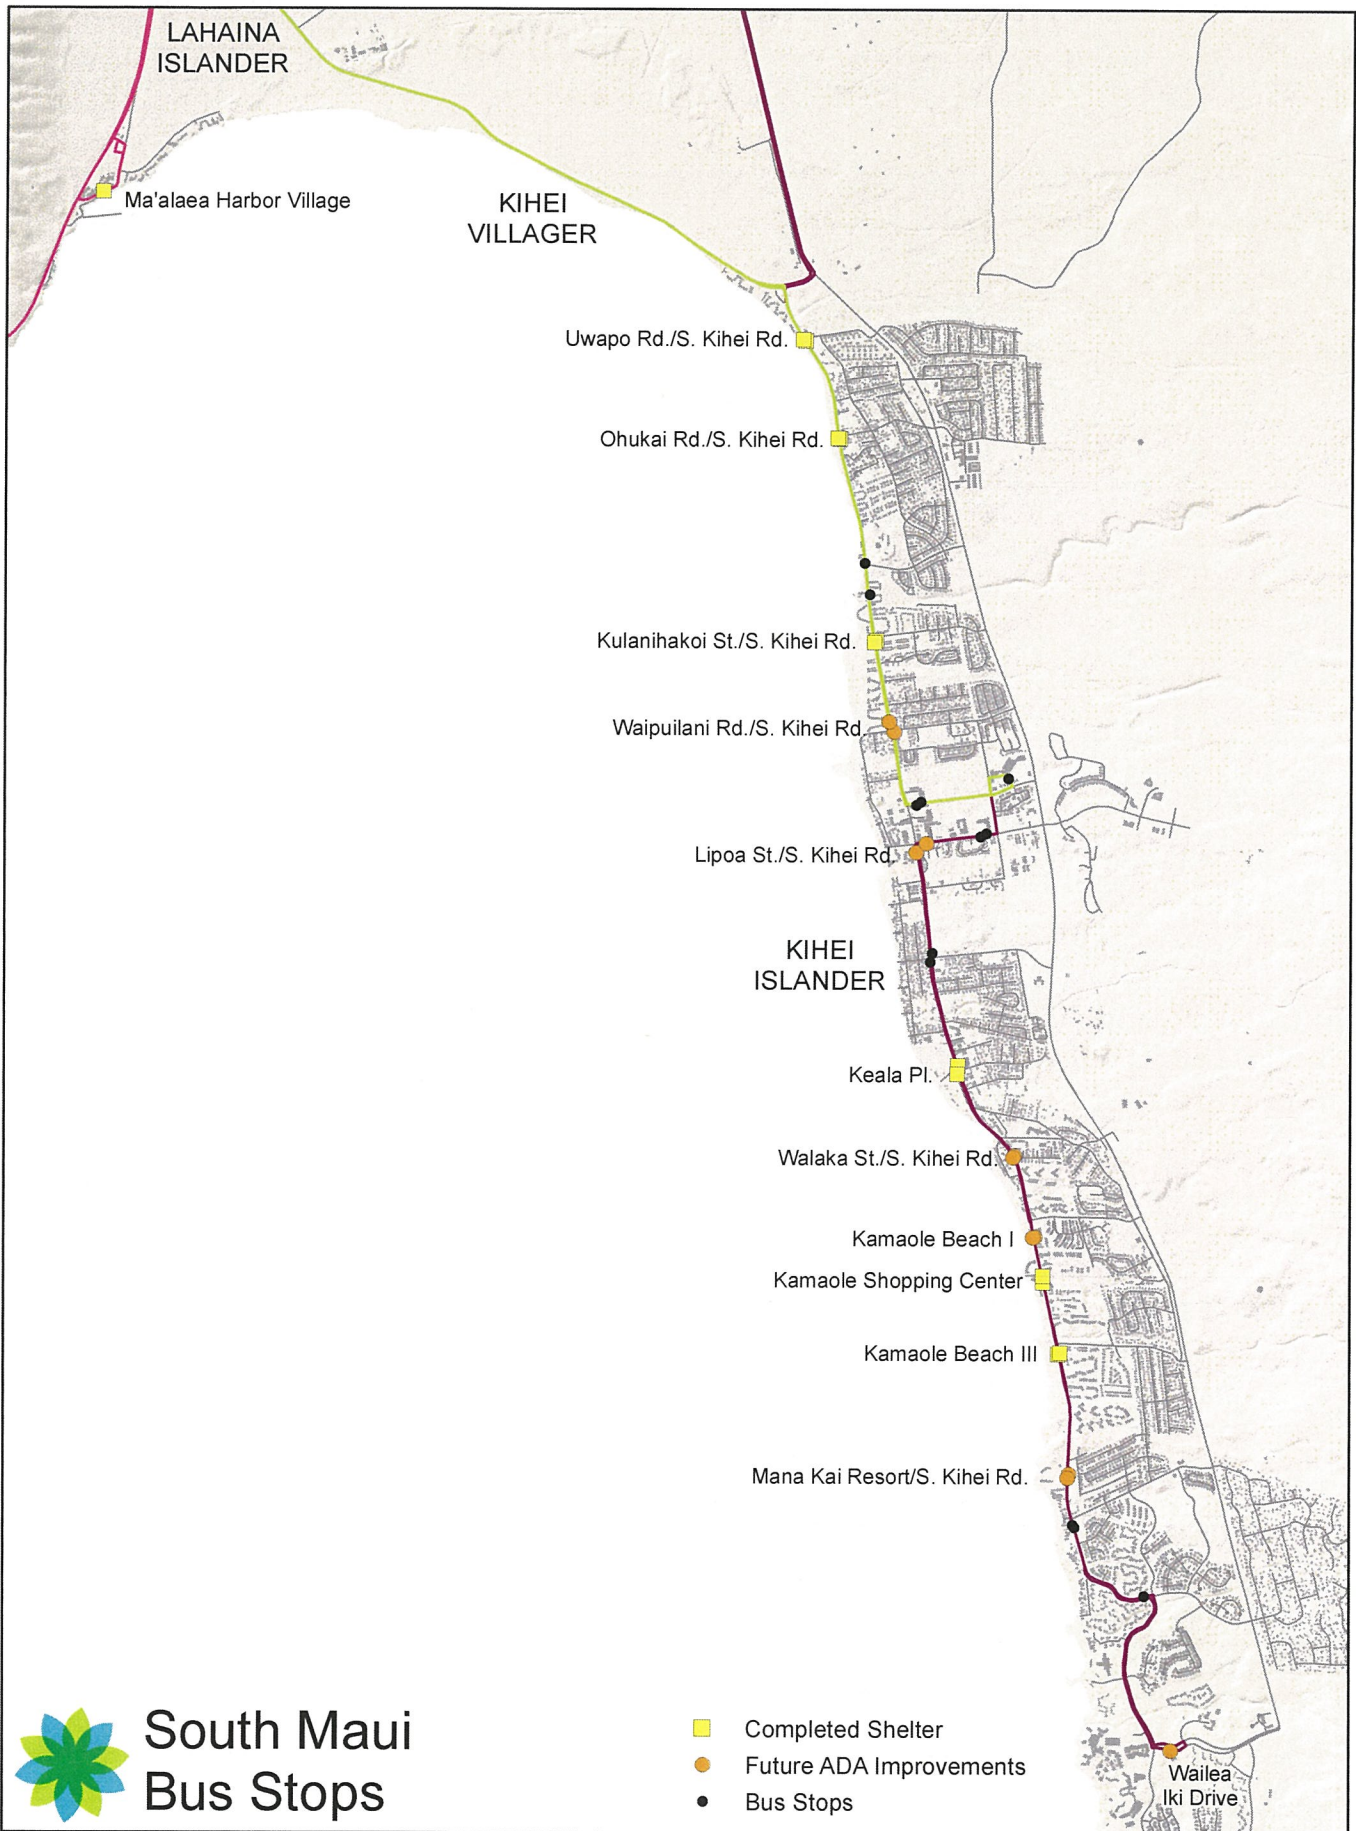 LAHAINA
ISLANDER
Ma'alaea Harbor Village
KIHEI
VILLAGER
Uwapo Rd./S. Kihei Rd.
Ohukai Rd./S. Kihei Rd.
Kulanihakoi St./S. Kihei Rd.
Waipuilani Rd./S. Kihei Rd.
Lipoa St./S. Kihei Rd.
KIHEI
ISLANDER
Keala Pl.
Walaka St./S. Kihei Rd.
Kamaole Beach I
Kamaole Shopping Center
Kamaole Beach III
Mana Kai Resort/S. Kihei Rd.
Wailea
Iki Drive
South Maui
Bus Stops
Completed Shelter
Future ADA Improvements
Bus Stops